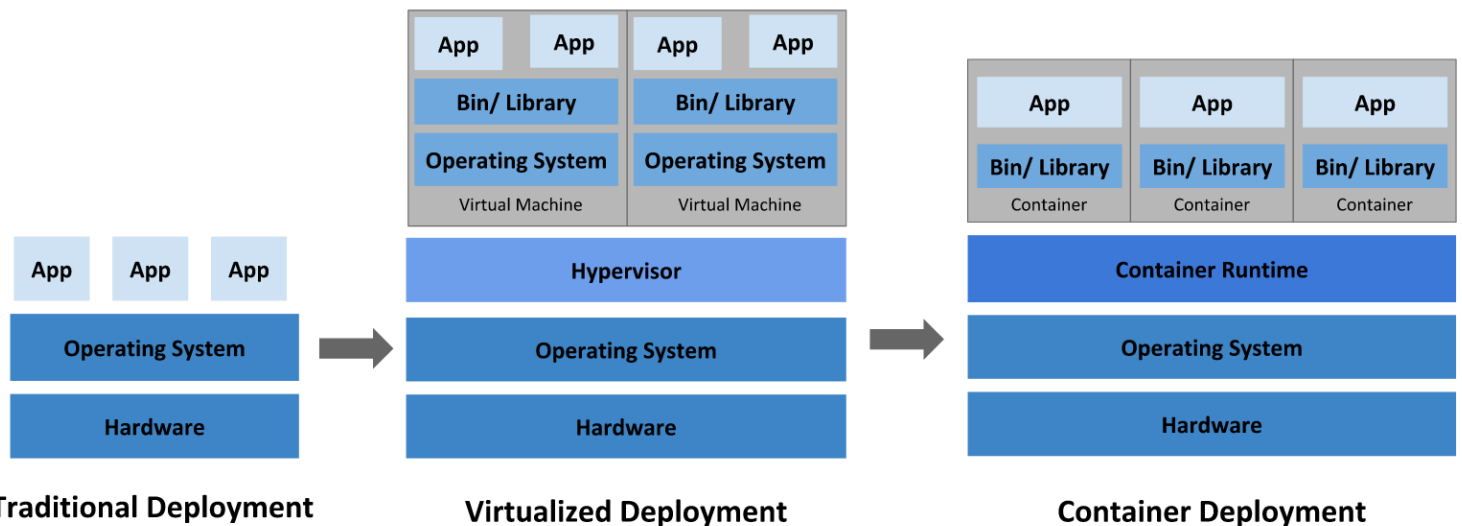 App
App
App
Operating System
Hardware
Traditional Deployment
App
App
Bin/ Library
Operating System
Virtual Machine
App
App
Bin/ Library
Operating System
Virtual Machine
Hypervisor
Operating System
Hardware
Virtualized Deployment
App
Bin/ Library
Container
App
Bin/ Library
Container
App
Bin/ Library
Container
Container Runtime
Operating System
Hardware
Container Deployment